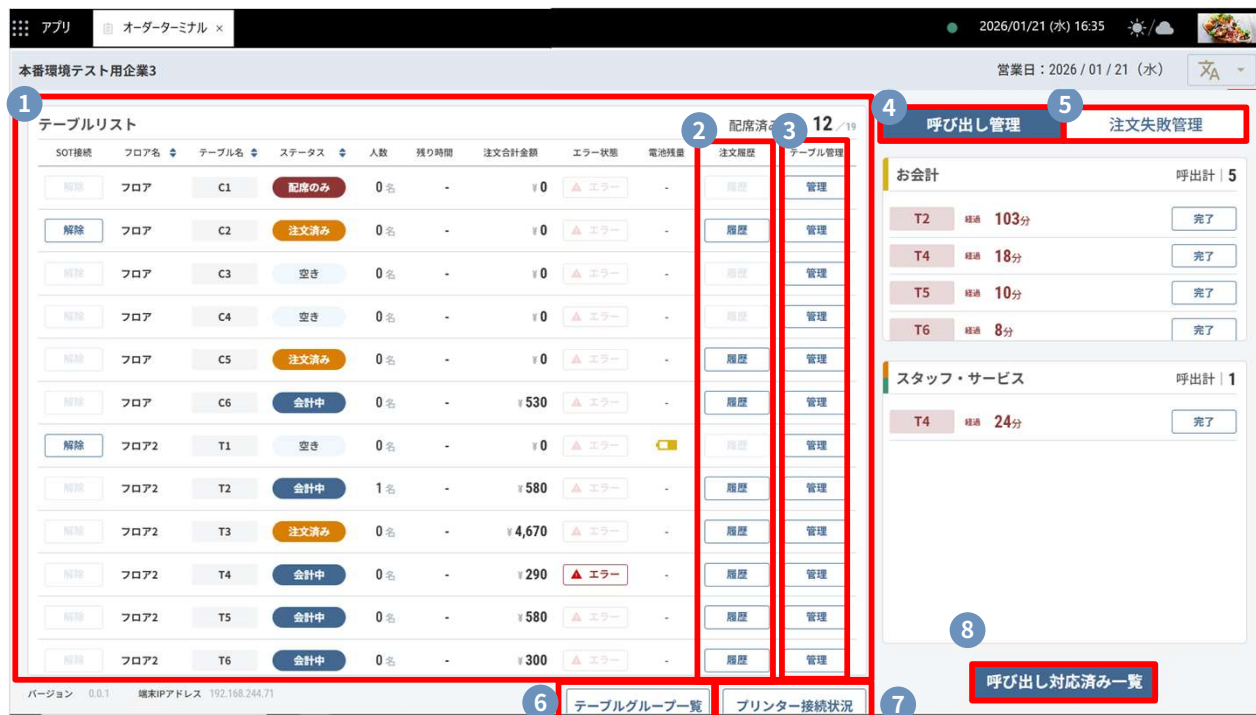 アプリ オーダーターミナル × 2026/01/21 (水) 16:35
本番環境テスト用企業3 営業日：2026 / 01 / 21 （水）
1 テーブルリスト 配席済み 12 /19
2 3
SOT接続 フロア名 テーブル名 ステータス 人数 残り時間 注文合計金額 エラー状態 電池残量 注文履歴 テーブル管理
解除 フロア C1 配席のみ 0 名 - ¥ 0 エラー - 履歴 管理
解除 フロア C2 注文済み 0 名 - ¥ 0 エラー - 履歴 管理
解除 フロア C3 空き 0 名 - ¥ 0 エラー - 履歴 管理
解除 フロア C4 空き 0 名 - ¥ 0 エラー - 履歴 管理
解除 フロア C5 注文済み 0 名 - ¥ 0 エラー - 履歴 管理
解除 フロア C6 会計中 0 名 - ¥ 530 エラー - 履歴 管理
解除 フロア2 T1 空き 0 名 - ¥ 0 エラー 履歴 管理
解除 フロア2 T2 会計中 1 名 - ¥ 580 エラー - 履歴 管理
解除 フロア2 T3 注文済み 0 名 - ¥ 4,670 エラー - 履歴 管理
解除 フロア2 T4 会計中 0 名 - ¥ 290 エラー - 履歴 管理
解除 フロア2 T5 会計中 0 名 - ¥ 580 エラー - 履歴 管理
解除 フロア2 T6 会計中 0 名 - ¥ 300 エラー - 履歴 管理
4 呼び出し管理 5 注文失敗管理
お会計 呼出計 | 5
T2 経過 103分 完了
T4 経過 18分 完了
T5 経過 10分 完了
T6 経過 8分 完了
スタッフ・サービス 呼出計 | 1
T4 経過 24分 完了
8
呼び出し対応済み一覧
バージョン 0.0.1 端末IPアドレス 192.168.244.71
6 テーブルグループ一覧 プリンター接続状況 7